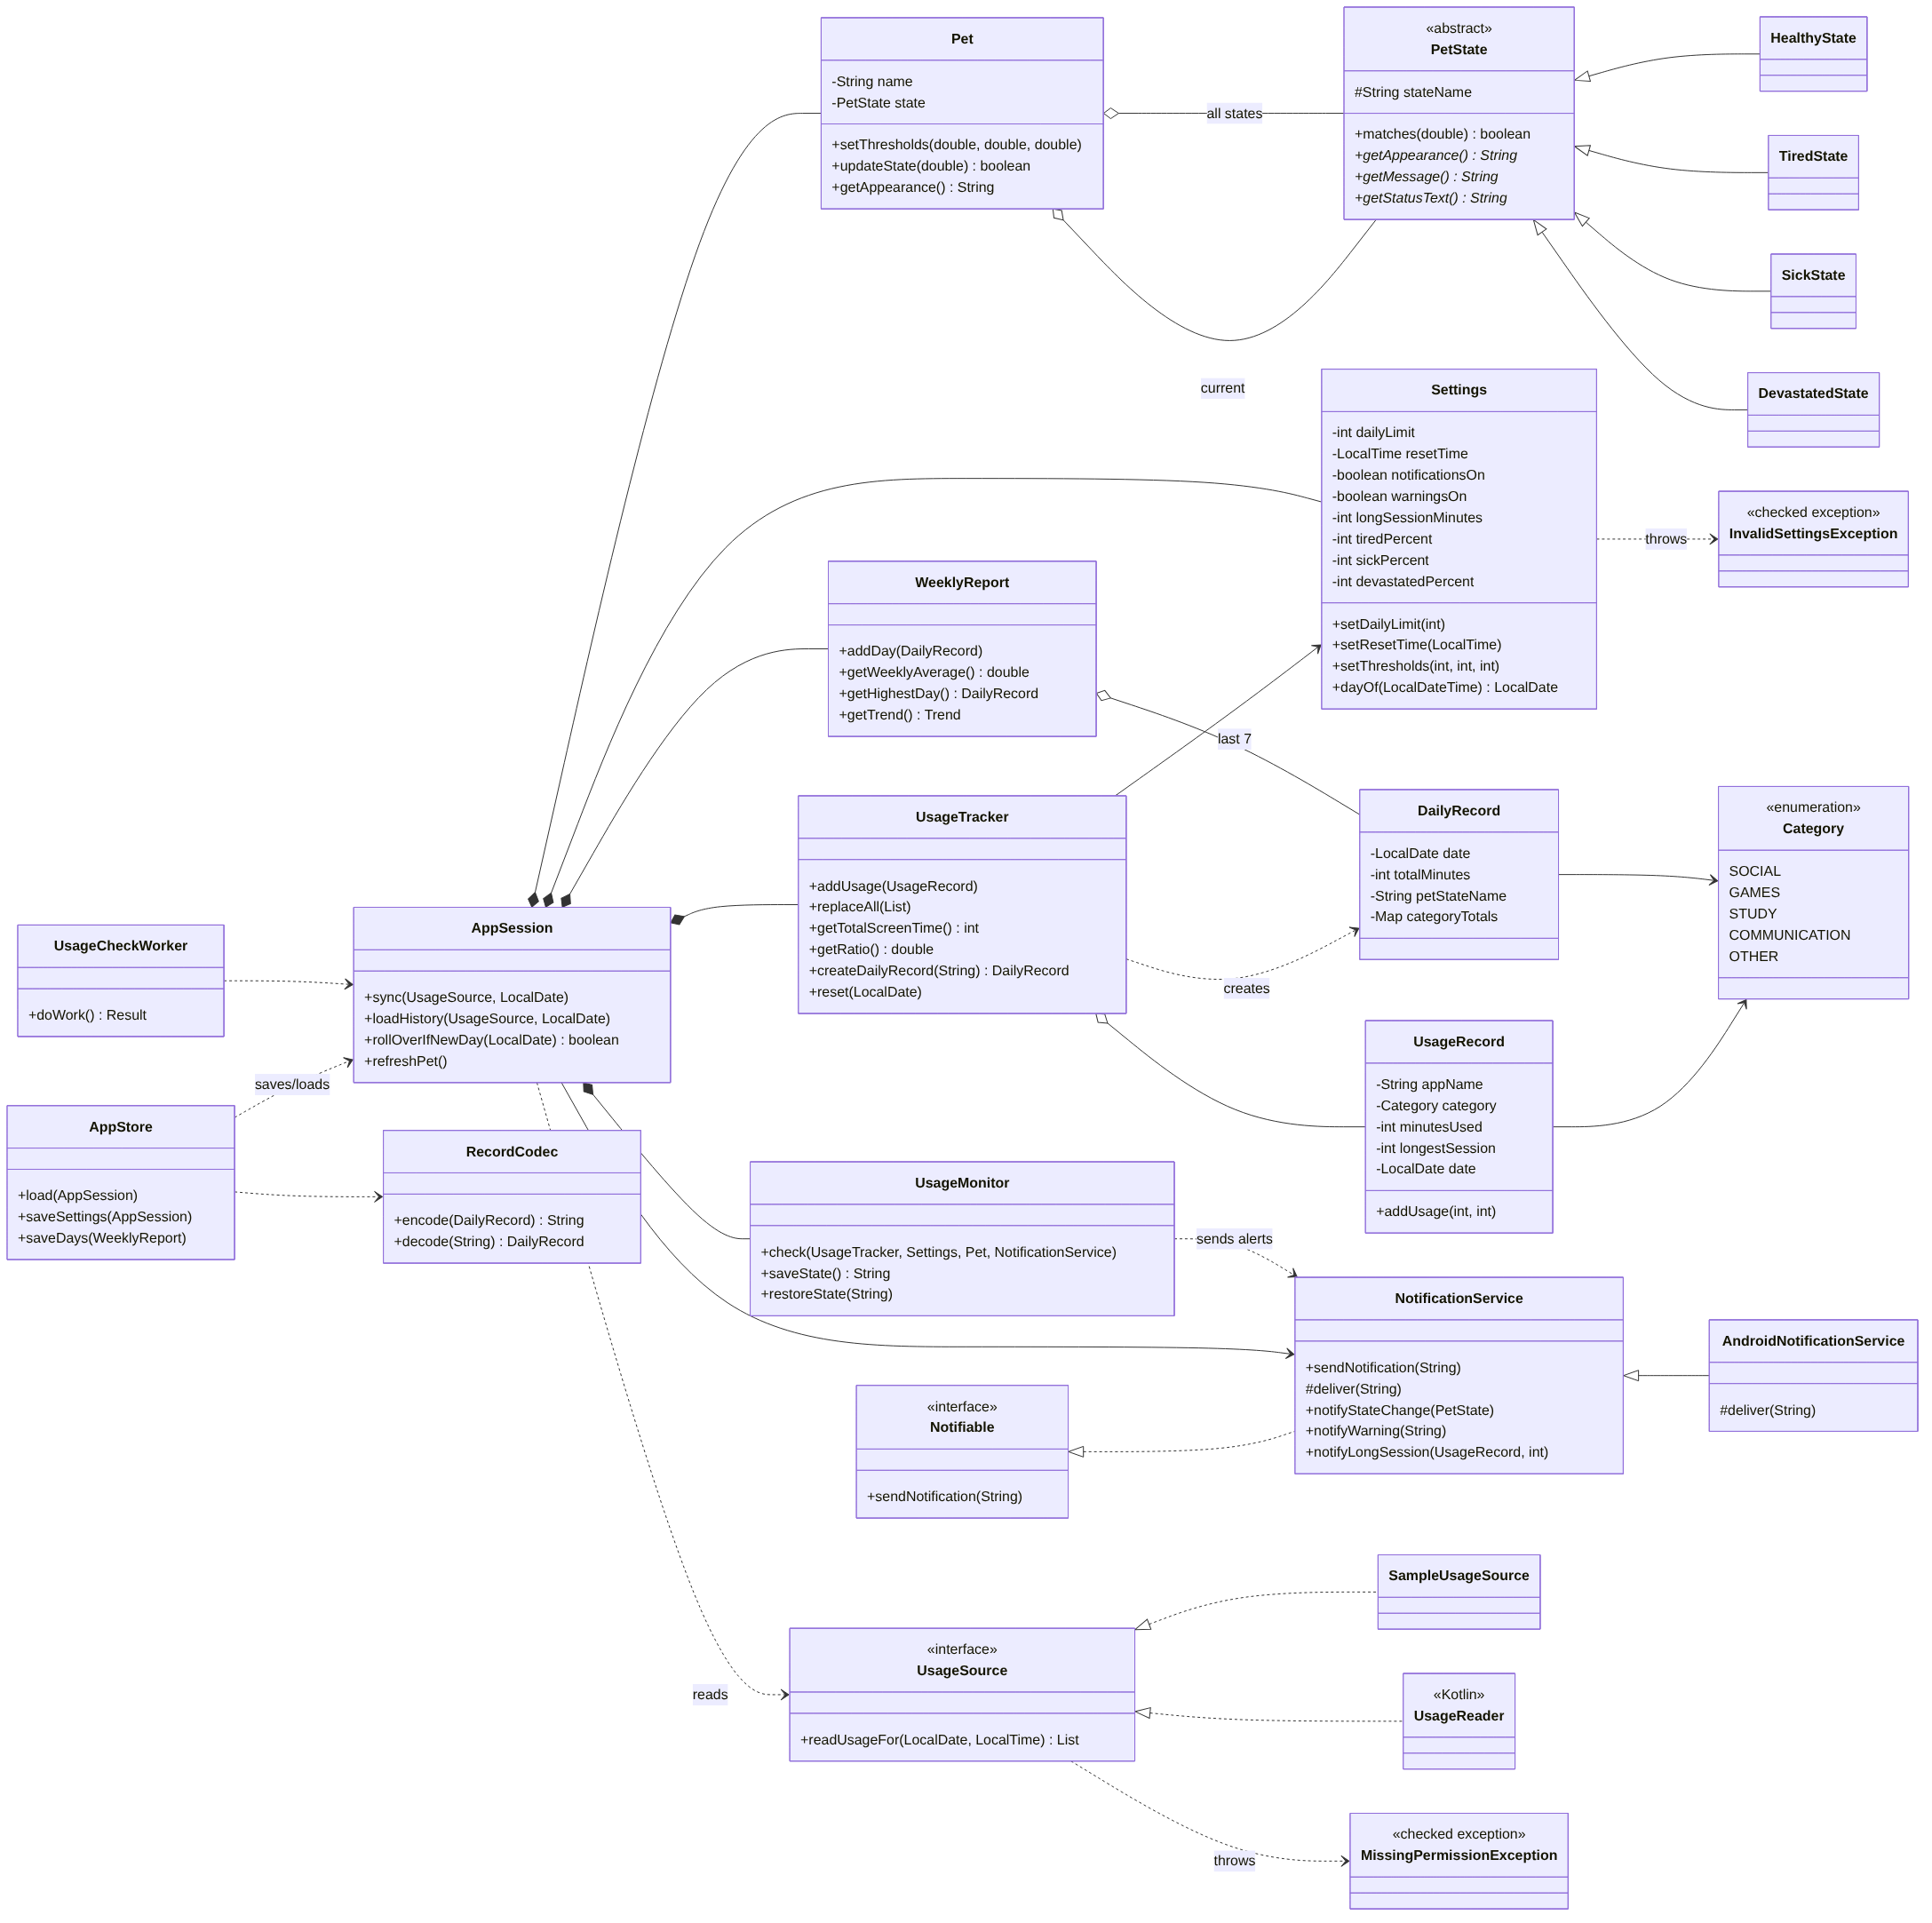 Pet
-String name
-PetState state
+setThresholds(double, double, double)
+updateState(double) : boolean
+getAppearance() : String
all states
current
«abstract»
PetState
#String stateName
+matches(double) : boolean
+getAppearance() : String
+getMessage() : String
+getStatusText() : String
HealthyState
TiredState
SickState
DevastatedState
Settings
-int dailyLimit
-LocalTime resetTime
-boolean notificationsOn
-boolean warningsOn
-int longSessionMinutes
-int tiredPercent
-int sickPercent
-int devastatedPercent
+setDailyLimit(int)
+setResetTime(LocalTime)
+setThresholds(int, int, int)
+dayOf(LocalDateTime) : LocalDate
throws
«checked exception»
InvalidSettingsException
WeeklyReport
+addDay(DailyRecord)
+getWeeklyAverage() : double
+getHighestDay() : DailyRecord
+getTrend() : Trend
last 7
UsageTracker
+addUsage(UsageRecord)
+replaceAll(List)
+getTotalScreenTime() : int
+getRatio() : double
+createDailyRecord(String) : DailyRecord
+reset(LocalDate)
creates
DailyRecord
-LocalDate date
-int totalMinutes
-String petStateName
-Map categoryTotals
«enumeration»
Category
SOCIAL
GAMES
STUDY
COMMUNICATION
OTHER
UsageCheckWorker
+doWork() : Result
AppSession
+sync(UsageSource, LocalDate)
+loadHistory(UsageSource, LocalDate)
+rollOverIfNewDay(LocalDate) : boolean
+refreshPet()
saves/loads
AppStore
+load(AppSession)
+saveSettings(AppSession)
+saveDays(WeeklyReport)
RecordCodec
+encode(DailyRecord) : String
+decode(String) : DailyRecord
UsageRecord
-String appName
-Category category
-int minutesUsed
-int longestSession
-LocalDate date
+addUsage(int, int)
UsageMonitor
+check(UsageTracker, Settings, Pet, NotificationService)
+saveState() : String
+restoreState(String)
sends alerts
NotificationService
+sendNotification(String)
#deliver(String)
+notifyStateChange(PetState)
+notifyWarning(String)
+notifyLongSession(UsageRecord, int)
AndroidNotificationService
#deliver(String)
«interface»
Notifiable
+sendNotification(String)
SampleUsageSource
reads
«interface»
UsageSource
+readUsageFor(LocalDate, LocalTime) : List
«Kotlin»
UsageReader
throws
«checked exception»
MissingPermissionException